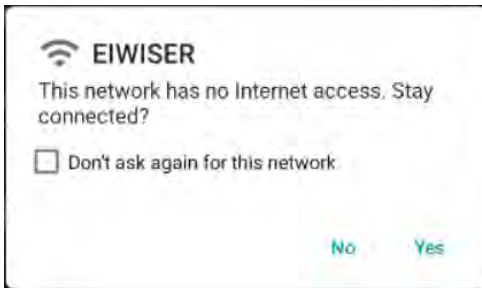 EIWISER
This network has no Internet access. Stay
connected?
Don't ask again for this network
No Yes